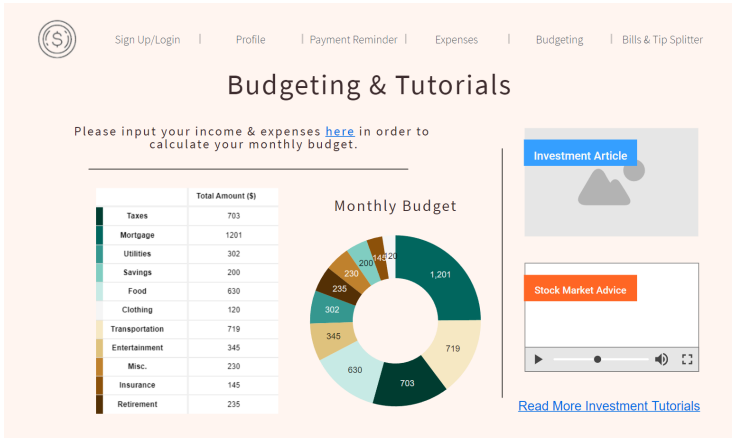 Sign Up/Login | Profile | Payment Reminder | Expenses | Budgeting | Bills & Tip Splitter
Budgeting & Tutorials
Please input your income & expenses here in order to
calculate your monthly budget.
Total Amount ($)
Taxes 703
Mortgage 1201
Utilities 302
Savings 200
Food 630
Clothing 120
Transportation 719
Entertainment 345
Misc. 230
Insurance 145
Retirement 235
Monthly Budget
1,201
719
703
630
345
302
235
230
200
145
120
Investment Article
Stock Market Advice
Read More Investment Tutorials